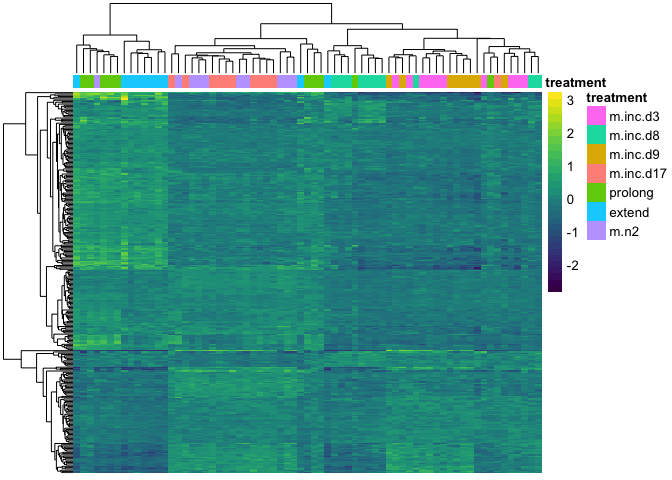 treatment
treatment
3
2
1
0
-1
-2
m.inc.d3
m.inc.d8
m.inc.d9
m.inc.d17
prolong
extend
m.n2